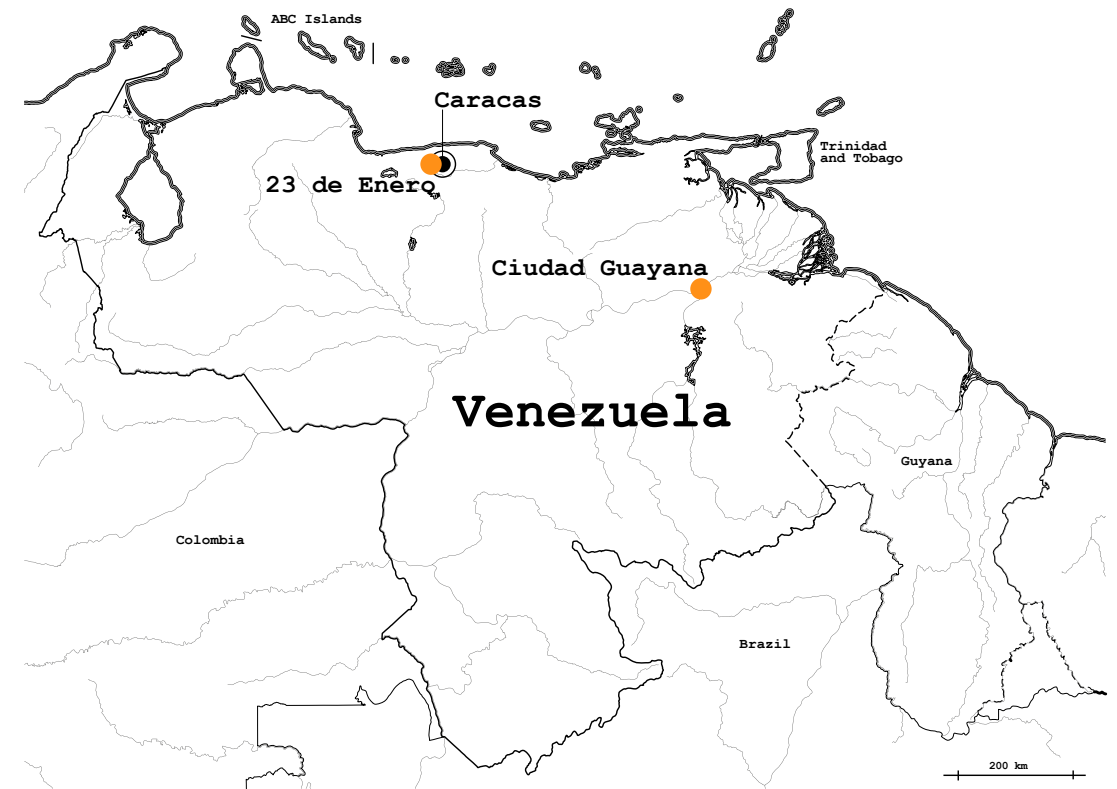 ABC Islands
Caracas
Trinidad
and Tobago
23 de Enero
Ciudad Guayana
Venezuela
Guyana
Colombia
Brazil
200 km